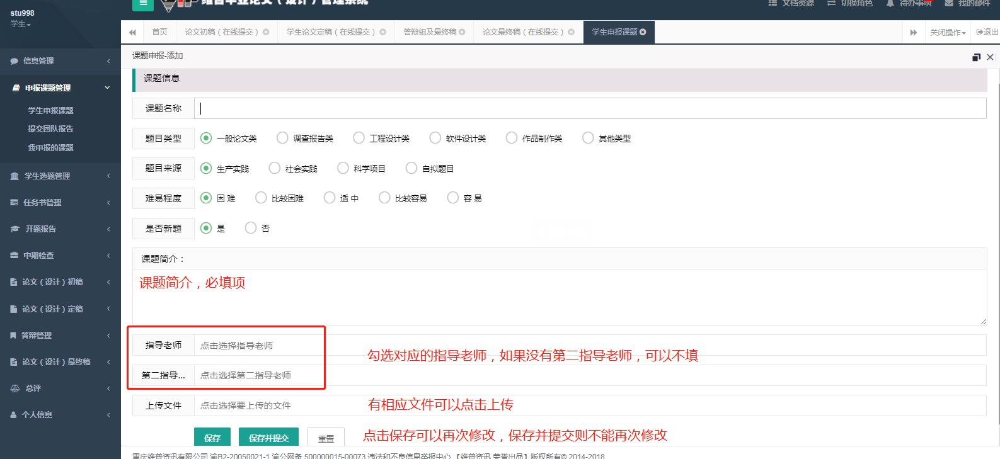 stu998
学生
维普毕业论文（设计）管理系统
文档资源 切换角色 待办事项 我的邮件
首页 论文初稿（在线提交） 学生论文定稿（在线提交） 答辩组及最终稿 论文最终稿（在线提交） 学生申报课题 关闭操作 退出
信息管理
申报课题管理
学生申报课题
提交团队报告
我申报的课题
学生选题管理
任务书管理
开题报告
中期检查
论文（设计）初稿
论文（设计）定稿
答辩管理
论文（设计）最终稿
总评
个人信息
课题申报-添加
课题信息
课题名称
题目类型 一般论文类 调查报告类 工程设计类 软件设计类 作品制作类 其他类型
题目来源 生产实践 社会实践 科学项目 自拟题目
难易程度 困 难 比较困难 适 中 比较容易 容 易
是否新题 是 否
课题简介：
课题简介，必填项
指导老师 点击选择指导老师
勾选对应的指导老师，如果没有第二指导老师，可以不填
第二指导... 点击选择第二指导老师
上传文件 点击选择要上传的文件 有相应文件可以点击上传
保存 保存并提交 重置 点击保存可以再次修改，保存并提交则不能再次修改
重庆维普资讯有限公司 渝B2-20050021-1 渝公网备 500000015-00073 违法和不良信息举报中心 【维普资讯 荣誉出品】版权所有© 2014-2018